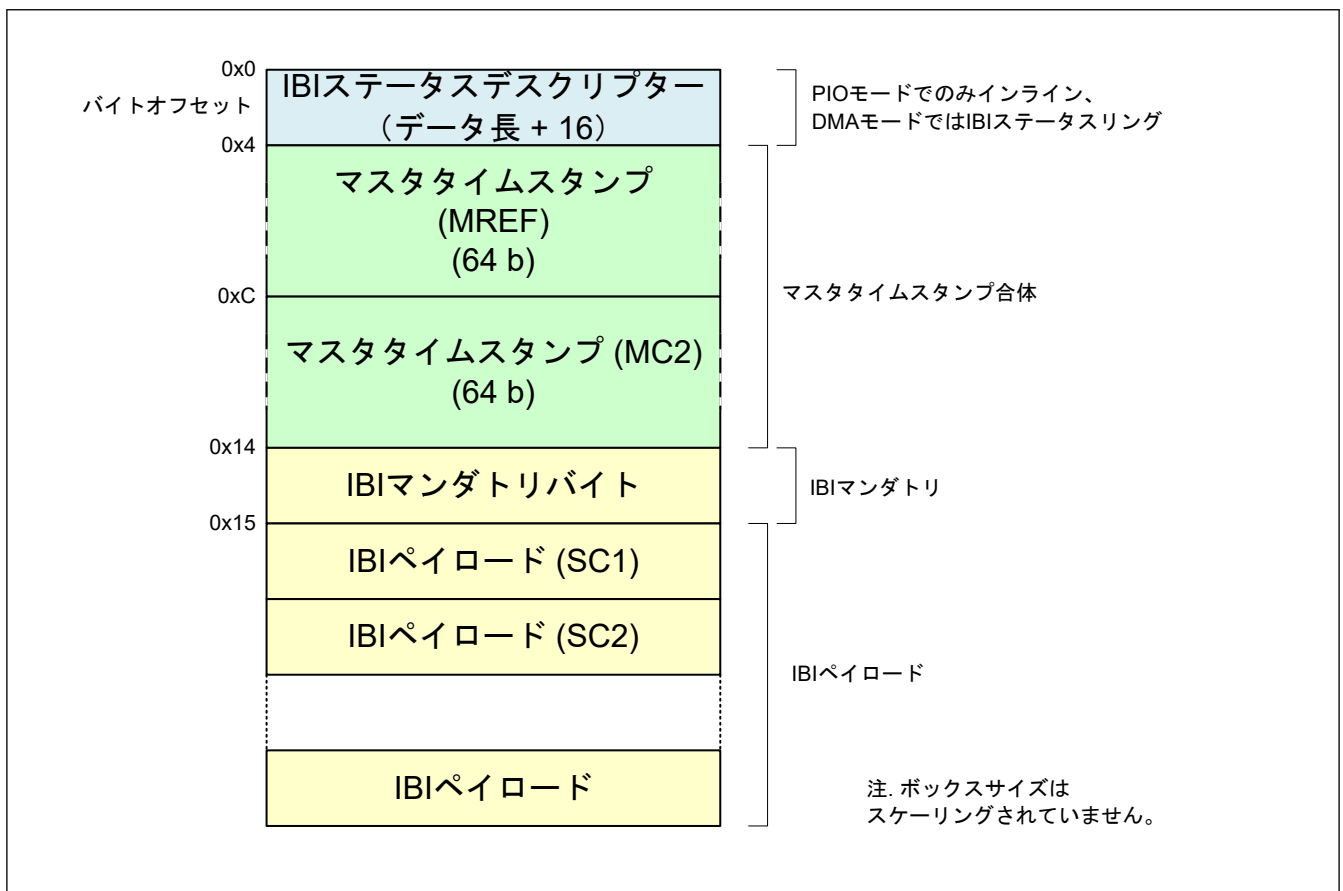 0x0
バイトオフセット
IBIステータスデスクリプター
（データ長 + 16）
PIOモードでのみインライン、
DMAモードではIBIステータスリング
0x4
マスタタイムスタンプ
(MREF)
(64 b)
0xC
マスタタイムスタンプ合体
マスタタイムスタンプ (MC2)
(64 b)
0x14
IBIマンダトリバイト
IBIマンダトリ
0x15
IBIペイロード (SC1)
IBIペイロード (SC2)
IBIペイロード
IBIペイロード
注. ボックスサイズは
スケーリングされていません。